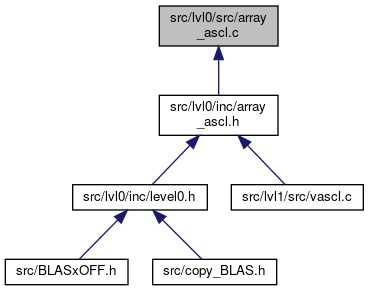 src/lvl0/src/array
_ascl.c
src/lvl0/inc/array
_ascl.h
src/lvl0/inc/level0.h
src/lvl1/src/vascl.c
src/BLASxOFF.h
src/copy_BLAS.h